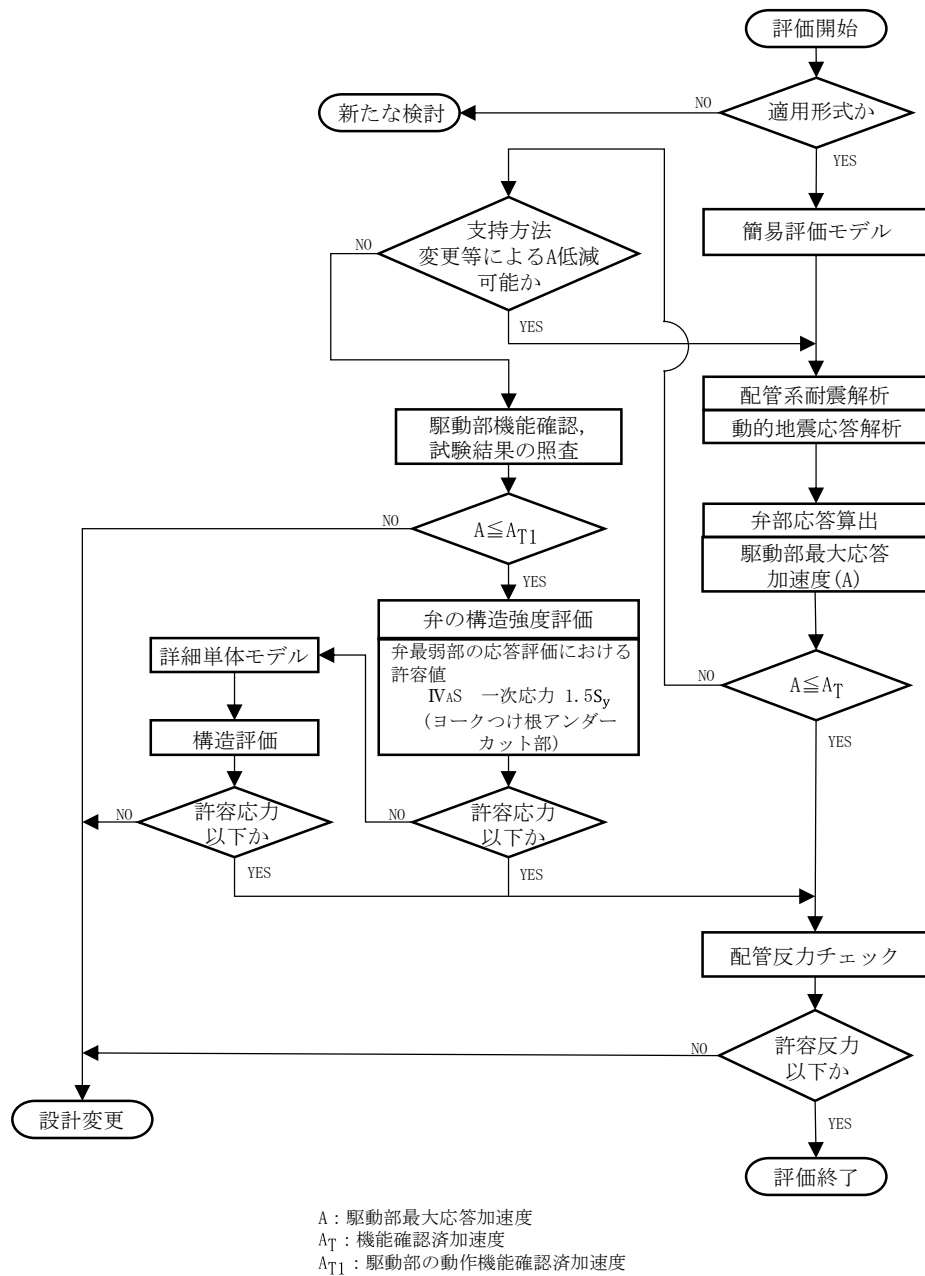 評価開始
適用形式か
NO
YES
新たな検討
簡易評価モデル
支持方法
変更等によるA低減
可能か
NO
YES
配管系耐震解析
動的地震応答解析
駆動部機能確認,
試験結果の照査
弁部応答算出
駆動部最大応答
加速度(A)
A≦AT1
NO
YES
弁の構造強度評価
弁最弱部の応答評価における
許容値
ⅣAS 一次応力 1.5Sy
(ヨークつけ根アンダー
カット部)
詳細単体モデル
構造評価
A≦AT
NO
YES
許容応力
以下か
NO
YES
許容応力
以下か
NO
YES
配管反力チェック
許容反力
以下か
NO
YES
設計変更
評価終了
A:駆動部最大応答加速度
AT:機能確認済加速度
AT1:駆動部の動作機能確認済加速度